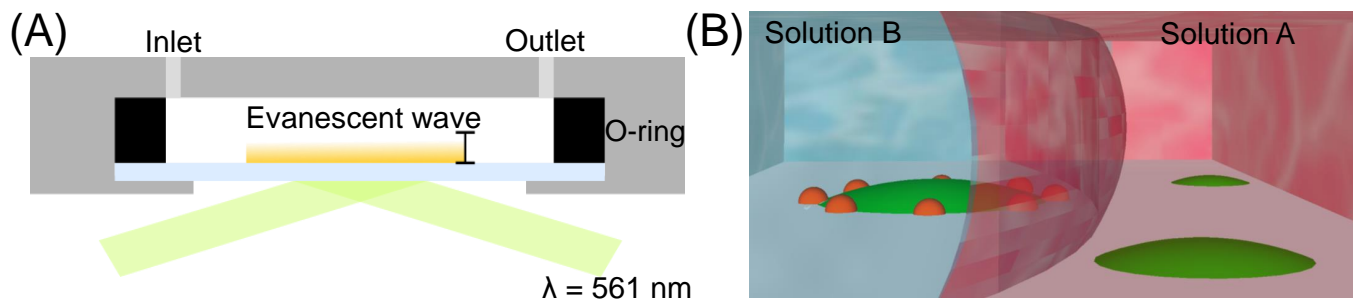 (A)
Inlet
Outlet
Evanescent wave
O-ring
λ = 561 nm
(B)
Solution B
Solution A